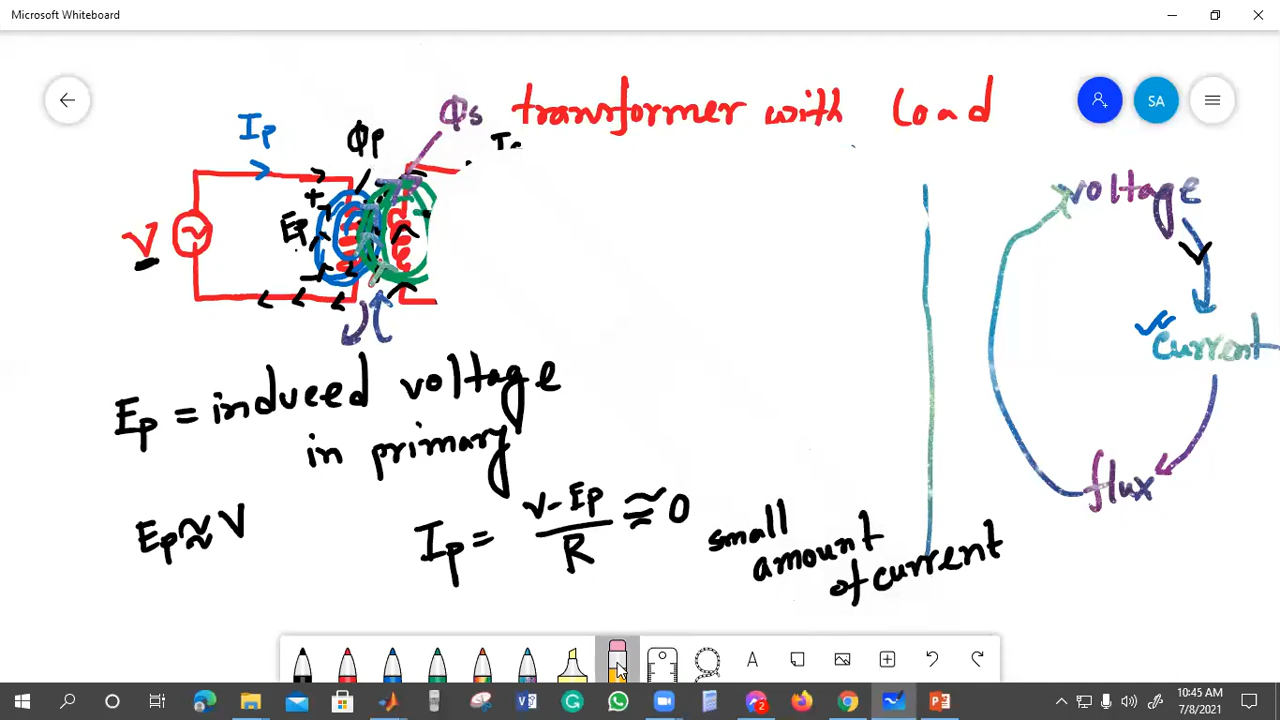 Microsoft Whiteboard
transformer with load
SA
Ip
Φp
Φs
V
+
Ep
-
voltage
current
flux
Ep = induced voltage
in primary
Ep ≈ V
Ip = V-Ep / R ≅ 0
small
amount
of current
A
2
10:45 AM
7/8/2021